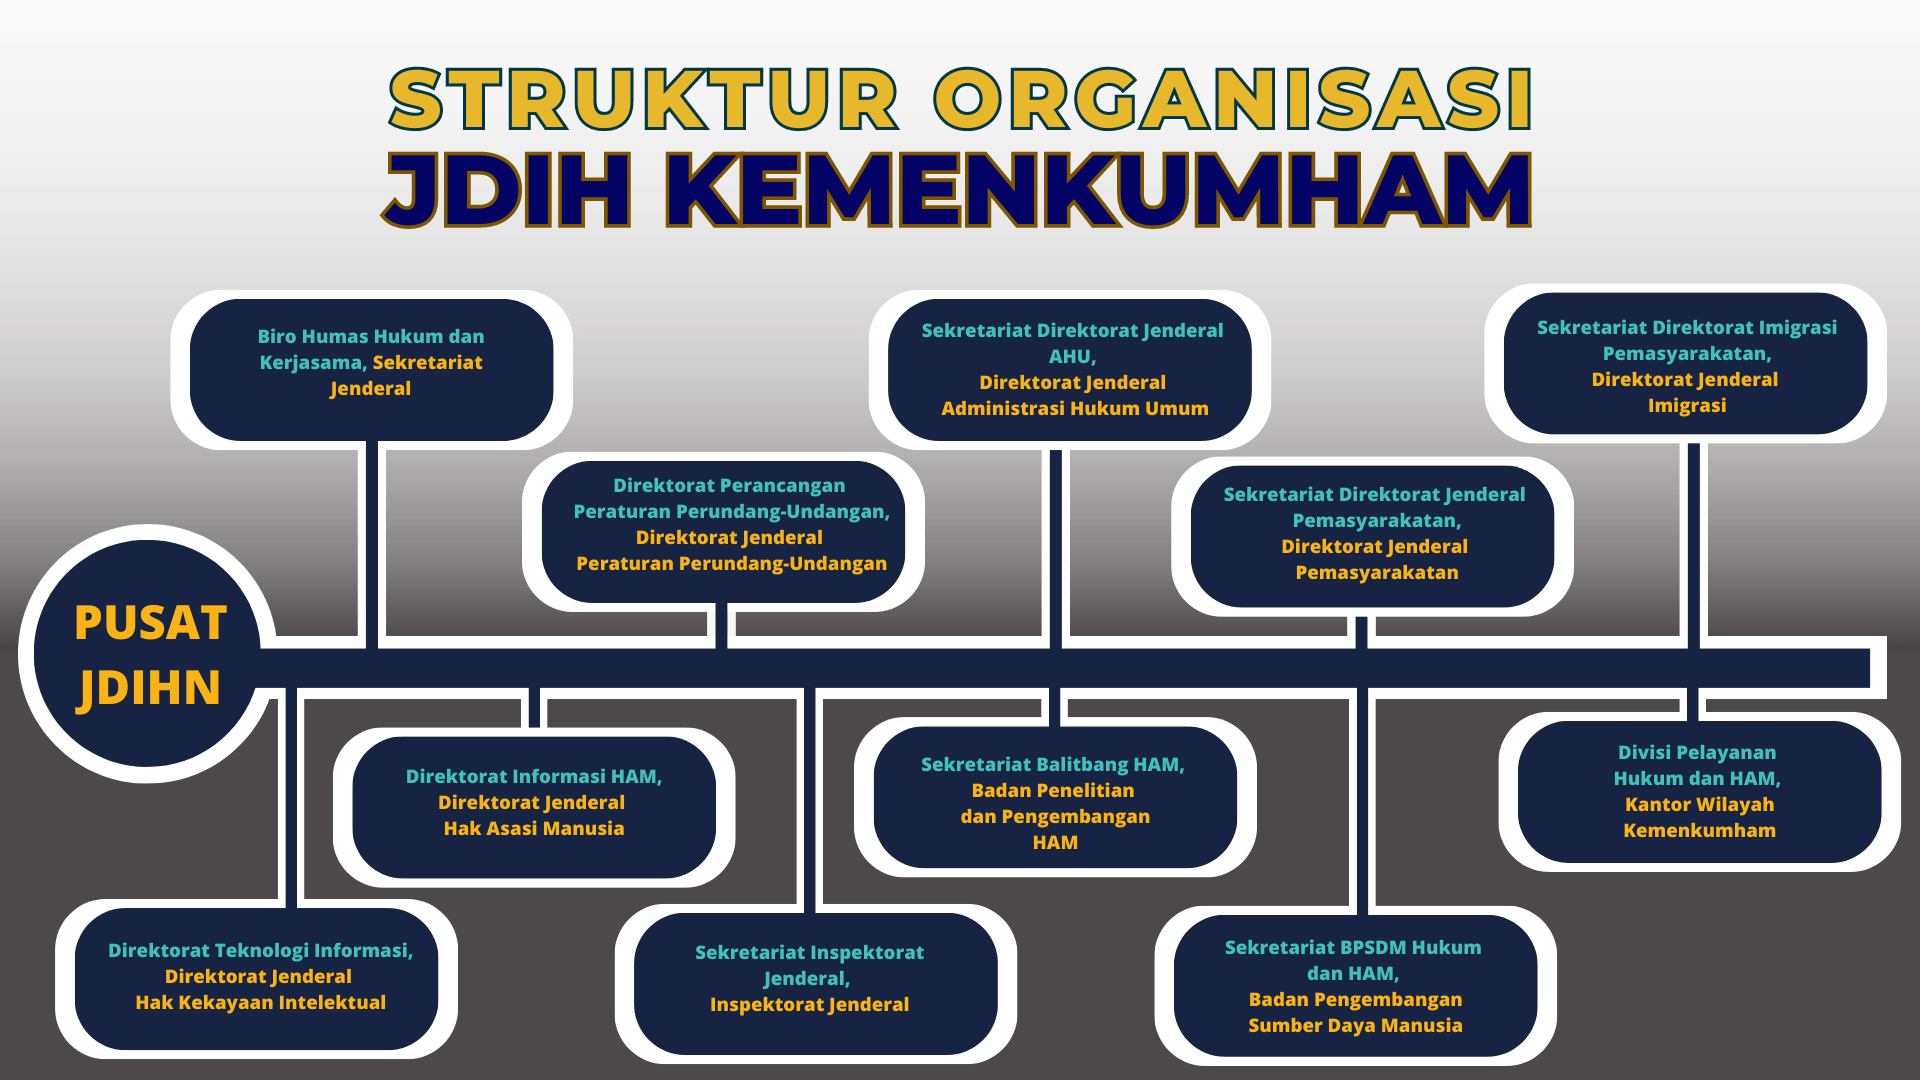 STRUKTUR ORGANISASI
JDIH KEMENKUMHAM
Biro Humas Hukum dan
Kerjasama, Sekretariat
Jenderal
Sekretariat Direktorat Jenderal
AHU,
Direktorat Jenderal
Administrasi Hukum Umum
Sekretariat Direktorat Imigrasi
Pemasyarakatan,
Direktorat Jenderal
Imigrasi
Direktorat Perancangan
Peraturan Perundang-Undangan,
Direktorat Jenderal
Peraturan Perundang-Undangan
Sekretariat Direktorat Jenderal
Pemasyarakatan,
Direktorat Jenderal
Pemasyarakatan
PUSAT
JDIHN
Direktorat Informasi HAM,
Direktorat Jenderal
Hak Asasi Manusia
Sekretariat Balitbang HAM,
Badan Penelitian
dan Pengembangan
HAM
Divisi Pelayanan
Hukum dan HAM,
Kantor Wilayah
Kemenkumham
Direktorat Teknologi Informasi,
Direktorat Jenderal
Hak Kekayaan Intelektual
Sekretariat Inspektorat
Jenderal,
Inspektorat Jenderal
Sekretariat BPSDM Hukum
dan HAM,
Badan Pengembangan
Sumber Daya Manusia